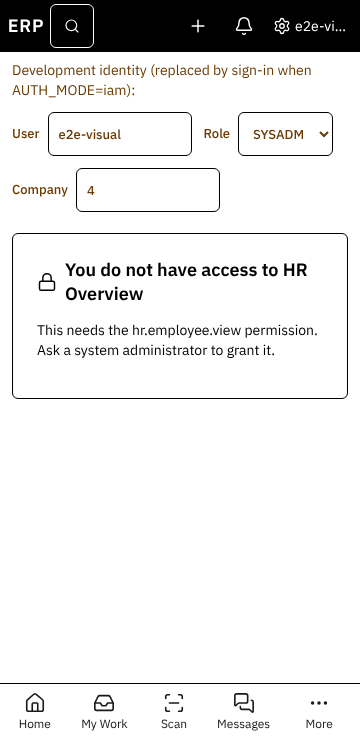 ERP e2e-vi...
Development identity (replaced by sign-in when
AUTH_MODE=iam):
User e2e-visual Role SYSADM
Company 4
You do not have access to HR
Overview
This needs the hr.employee.view permission.
Ask a system administrator to grant it.
Home My Work Scan Messages More